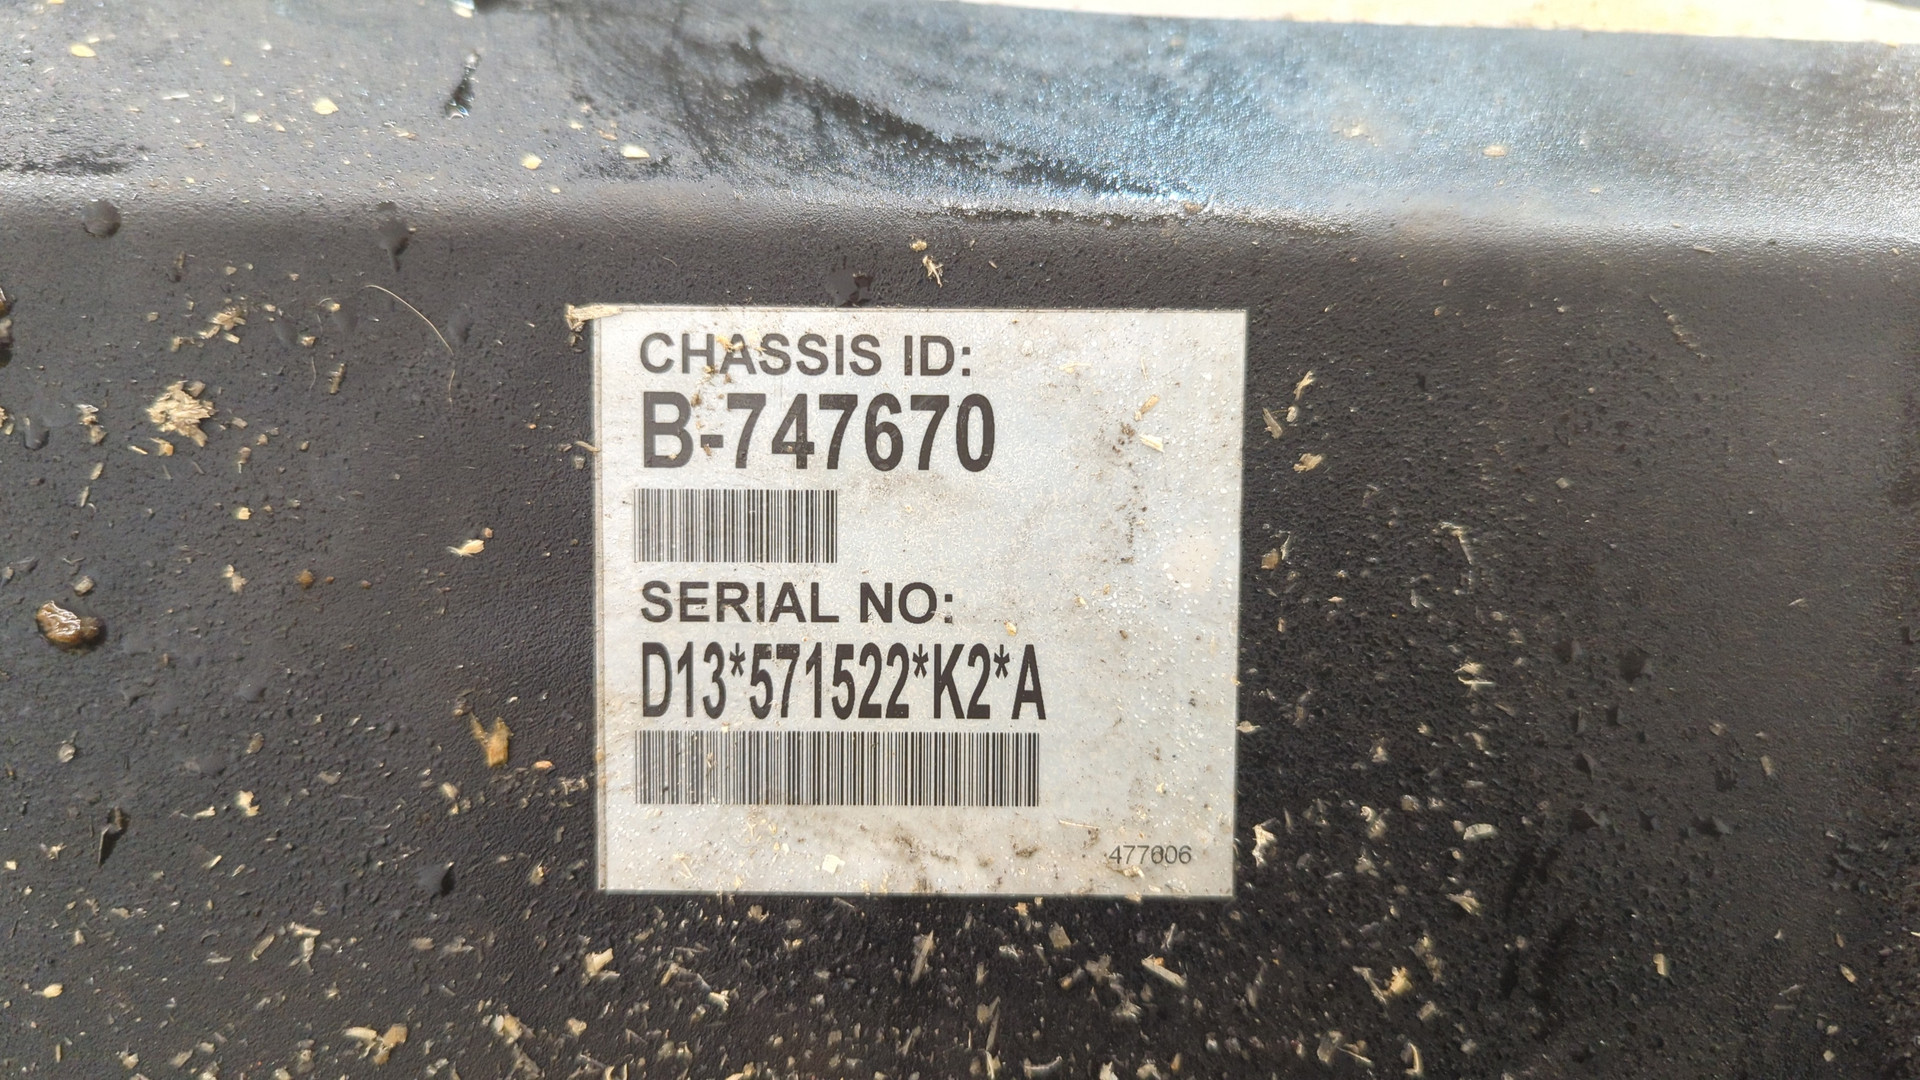 CHASSIS ID:
B-747670
SERIAL NO:
D13*571522*K2*A
477606